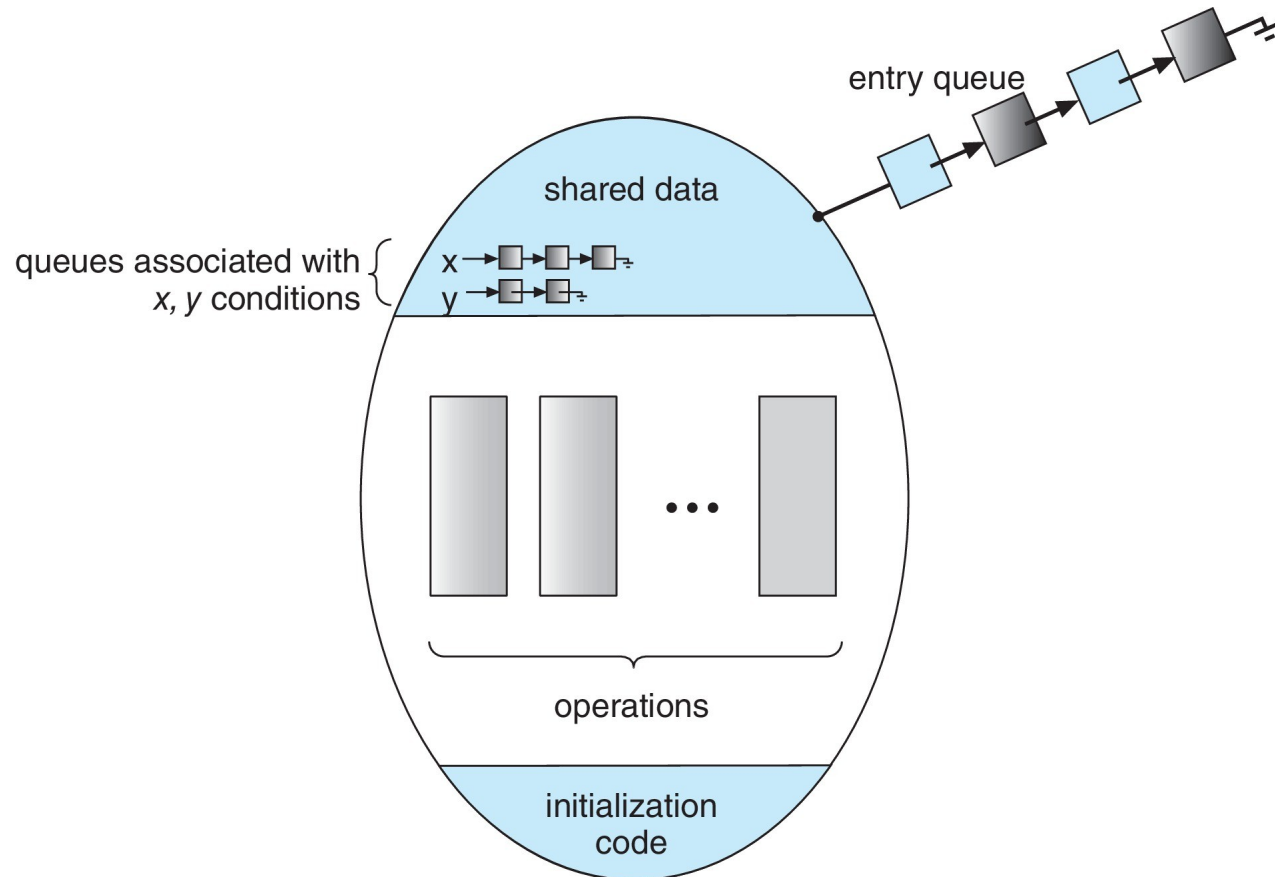 entry queue
shared data
queues associated with
x, y conditions
x
y
...
operations
initialization
code